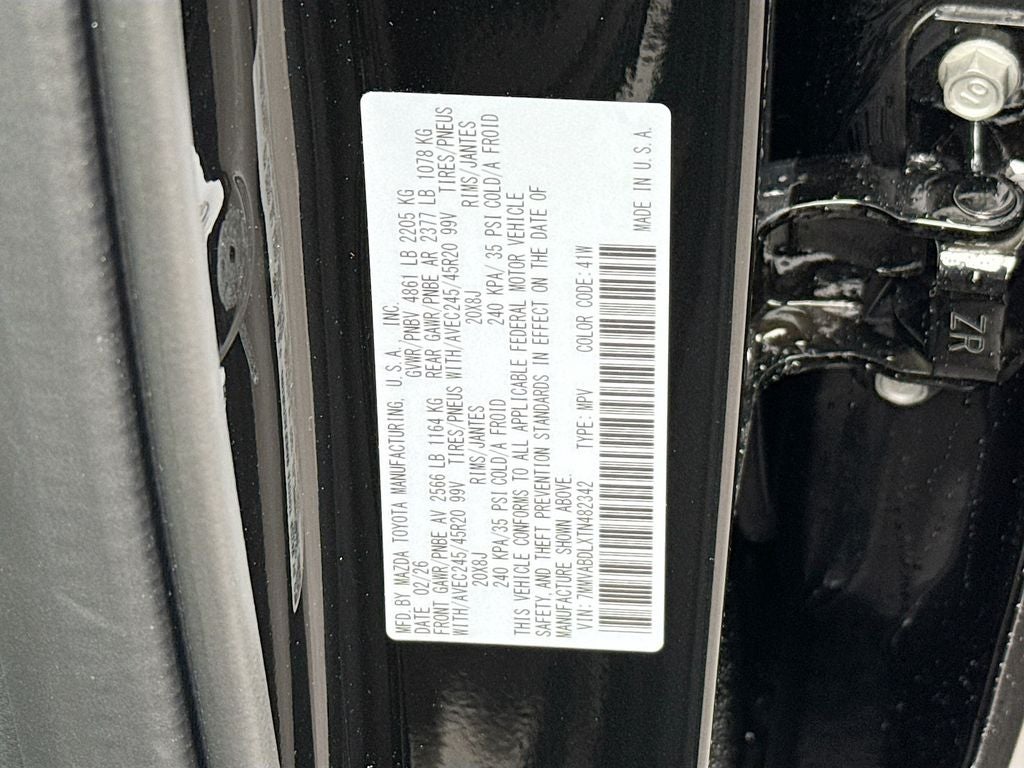 MFD.BY MAZDA TOYOTA MANUFACTURING, U.S.A., INC.
DATE 02/26 GVWR/PNBV 4861 LB 2205 KG
FRONT GAWR/PNBE AV 2566 LB 1164 KG REAR GAWR/PNBE AR 2377 LB 1078 KG
WITH/AVEC245/45R20 99V TIRES/PNEUS WITH/AVEC245/45R20 99V TIRES/PNEUS
20X8J RIMS/JANTES 20X8J RIMS/JANTES
240 KPA/35 PSI COLD/A FROID 240 KPA/35 PSI COLD/A FROID
THIS VEHICLE CONFORMS TO ALL APPLICABLE FEDERAL MOTOR VEHICLE
SAFETY,AND THEFT PREVENTION STANDARDS IN EFFECT ON THE DATE OF
MANUFACTURE SHOWN ABOVE.
VIN: 7MMVABDLXTN482342 TYPE: MPV COLOR CODE:41W
MADE IN U.S.A.
10
ZR